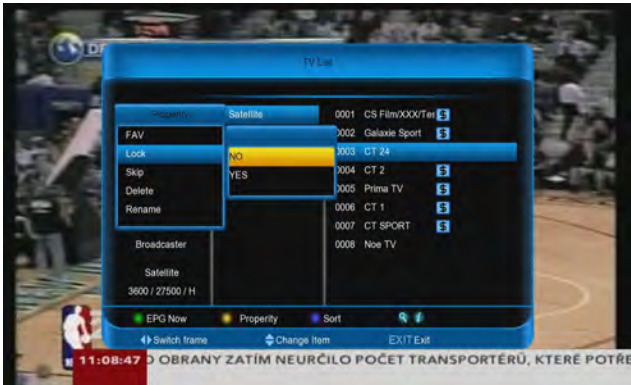 DI
TV List
Properity
FAV
Lock
Skip
Delete
Rename
Satellite
NO
YES
0001 CS Film/XXX/Ter $
0002 Galaxie Sport $
0003 CT 24
0004 CT 2 $
0005 Prima TV $
0006 CT 1 $
0007 CT SPORT $
0008 Noe TV
Broadcaster
Satellite
3600 / 27500 / H
EPG Now Properity Sort
Switch frame Change Item EXIT Exit
11:08:47 O OBRANY ZATÍM NEURČILO POČET TRANSPORTÉRŮ, KTERÉ POTŘE